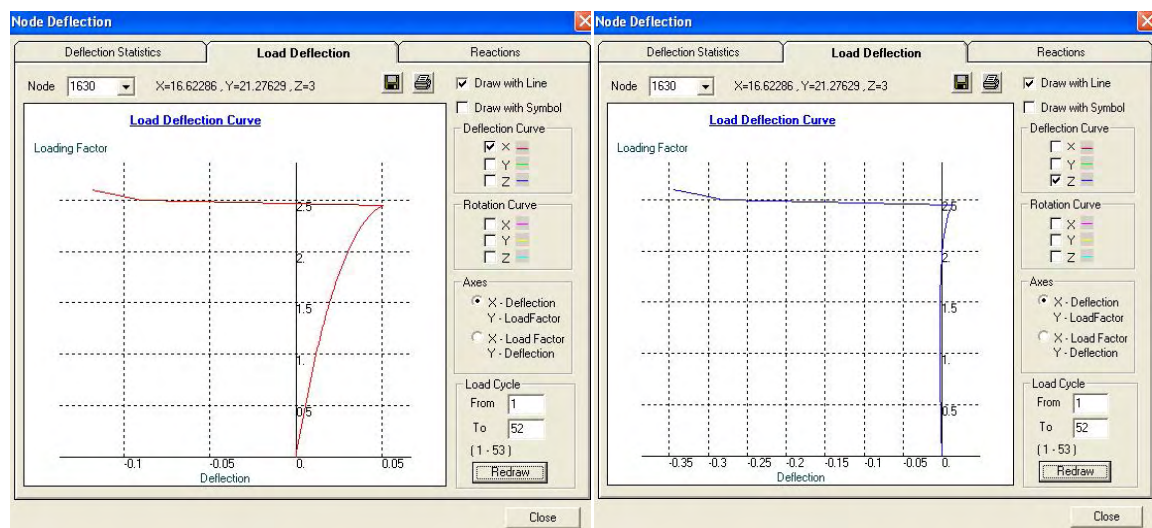 Node Deflection
Deflection Statistics
Load Deflection
Reactions
Node 1630 X=16.62286 , Y=21.27629 , Z=3
Draw with Line
Draw with Symbol
Load Deflection Curve
Loading Factor
2.5
2.
1.5
1.
0.5
-0.1 -0.05 0. 0.05
Deflection
Deflection Curve
X
Y
Z
Rotation Curve
X
Y
Z
Axes
X - Deflection
Y - LoadFactor
X - Load Factor
Y - Deflection
Load Cycle
From 1
To 52
( 1 - 53 )
Redraw
Close
Node Deflection
Deflection Statistics
Load Deflection
Reactions
Node 1630 X=16.62286 , Y=21.27629 , Z=3
Draw with Line
Draw with Symbol
Load Deflection Curve
Loading Factor
2.5
2.
1.5
1.
0.5
-0.35 -0.3 -0.25 -0.2 -0.15 -0.1 -0.05 0.
Deflection
Deflection Curve
X
Y
Z
Rotation Curve
X
Y
Z
Axes
X - Deflection
Y - LoadFactor
X - Load Factor
Y - Deflection
Load Cycle
From 1
To 52
( 1 - 53 )
Redraw
Close